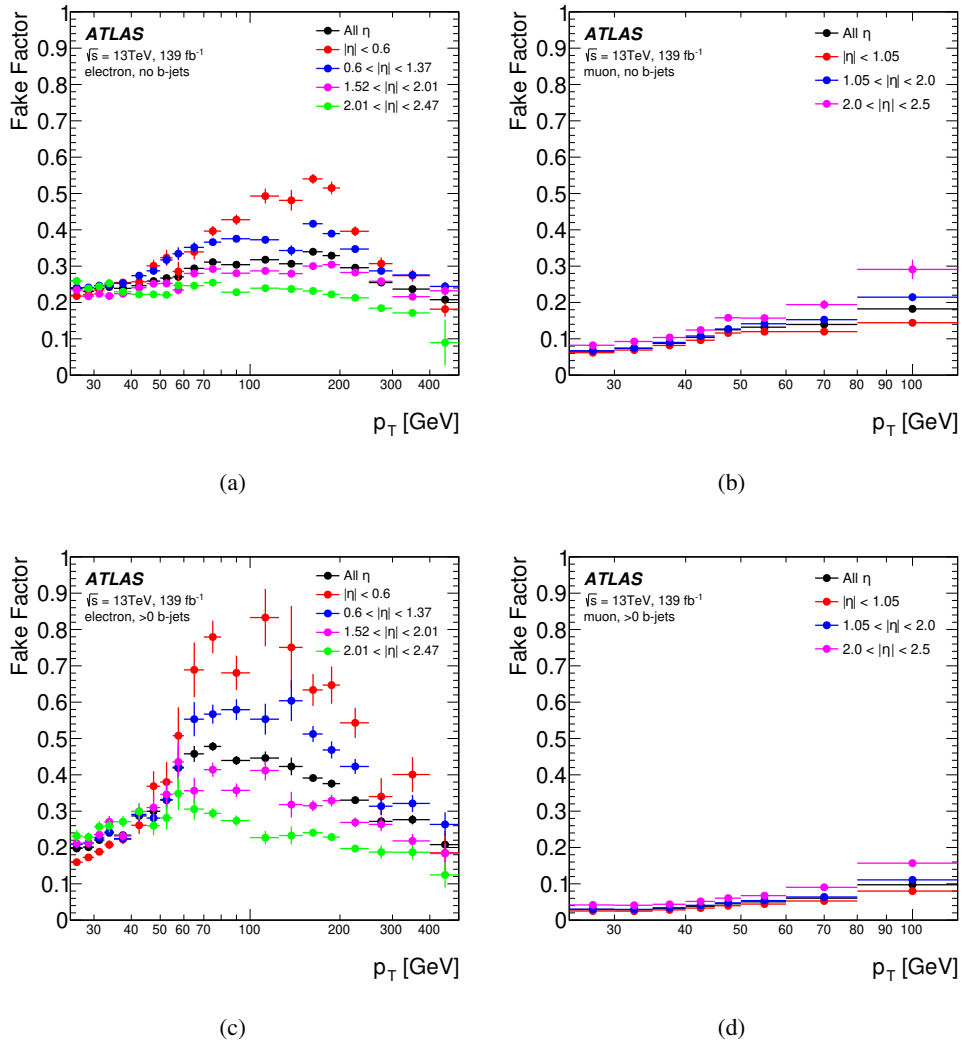 ATLAS
√s = 13TeV, 139 fb⁻¹
electron, no b-jets
All η
|η| < 0.6
0.6 < |η| < 1.37
1.52 < |η| < 2.01
2.01 < |η| < 2.47
Fake Factor
1
0.9
0.8
0.7
0.6
0.5
0.4
0.3
0.2
0.1
0
30 40 50 60 70 100 200 300 400
p_T [GeV]
(a)
ATLAS
√s = 13TeV, 139 fb⁻¹
muon, no b-jets
All η
|η| < 1.05
1.05 < |η| < 2.0
2.0 < |η| < 2.5
Fake Factor
1
0.9
0.8
0.7
0.6
0.5
0.4
0.3
0.2
0.1
0
30 40 50 60 70 80 90 100
p_T [GeV]
(b)
ATLAS
√s = 13TeV, 139 fb⁻¹
electron, >0 b-jets
All η
|η| < 0.6
0.6 < |η| < 1.37
1.52 < |η| < 2.01
2.01 < |η| < 2.47
Fake Factor
1
0.9
0.8
0.7
0.6
0.5
0.4
0.3
0.2
0.1
0
30 40 50 60 70 100 200 300 400
p_T [GeV]
(c)
ATLAS
√s = 13TeV, 139 fb⁻¹
muon, >0 b-jets
All η
|η| < 1.05
1.05 < |η| < 2.0
2.0 < |η| < 2.5
Fake Factor
1
0.9
0.8
0.7
0.6
0.5
0.4
0.3
0.2
0.1
0
30 40 50 60 70 80 90 100
p_T [GeV]
(d)